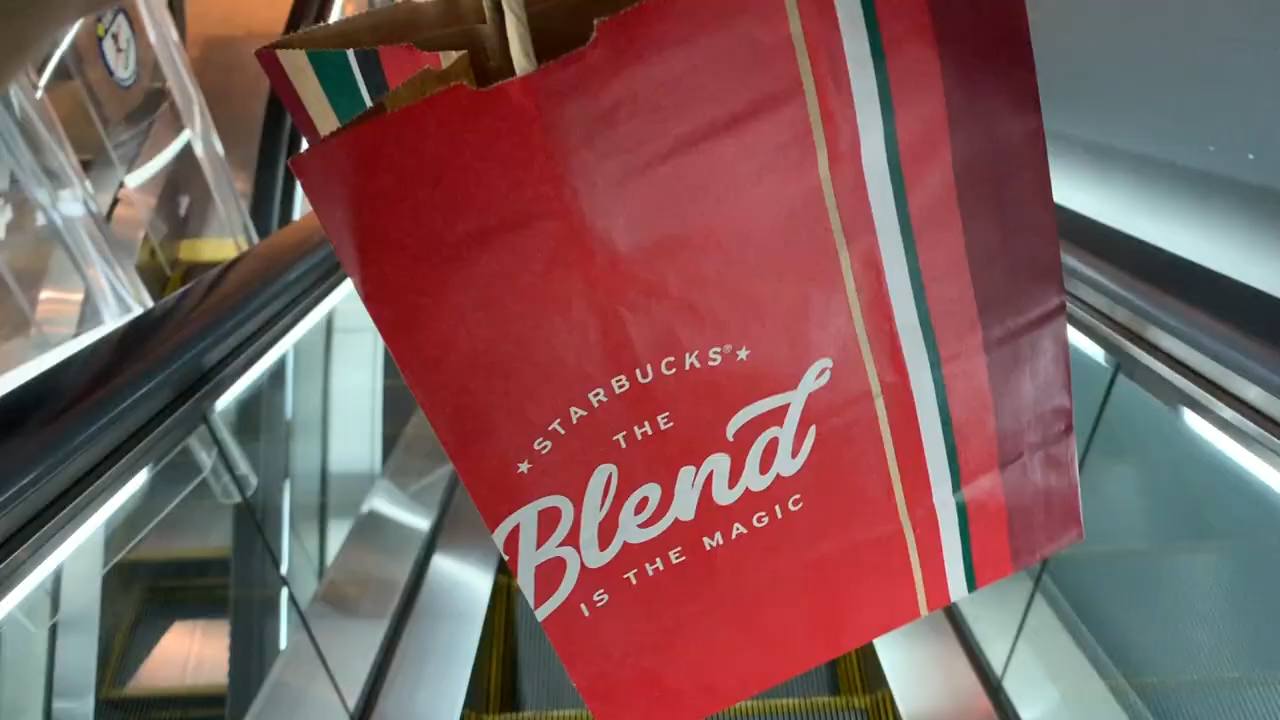 ★ STARBUCKS® ★
THE
Blend
IS THE MAGIC